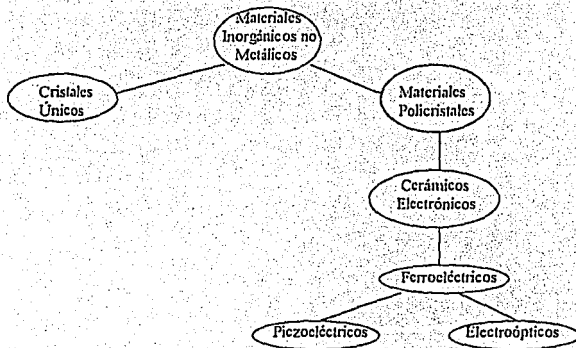 Materiales
Inorgánicos no
Metálicos
Cristales
Únicos
Materiales
Policristales
Cerámicos
Electrónicos
Ferroeléctricos
Piezoeléctricos
Electroópticos